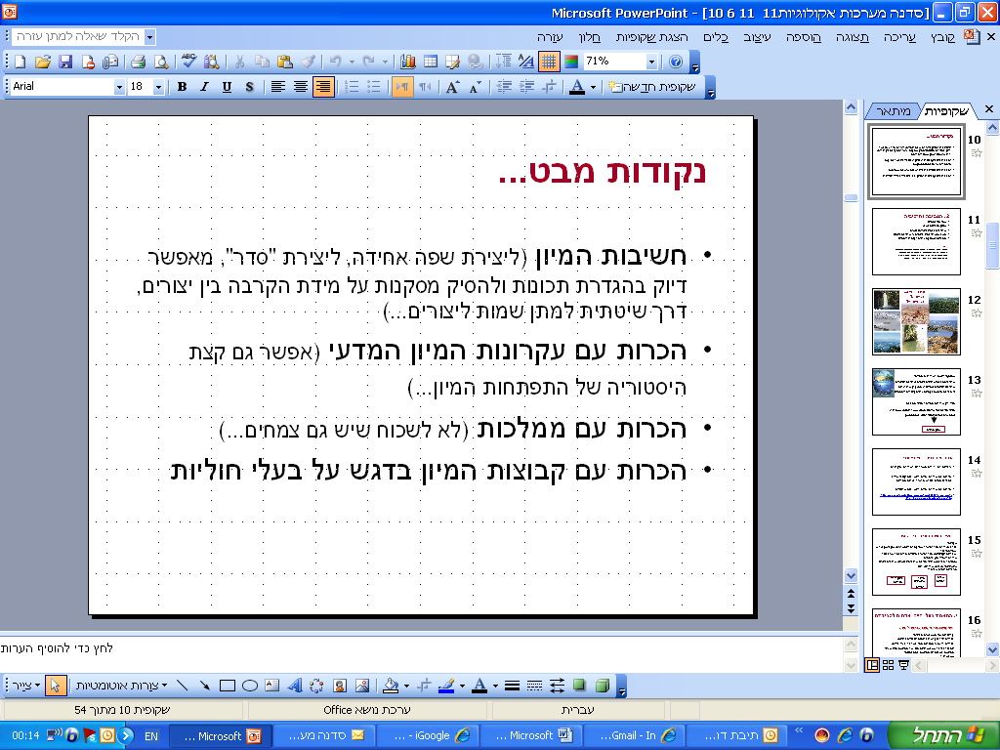 Microsoft PowerPoint - [סדנה מערכות אקולוגיות11 11 6 10]
קובץ עריכה תצוגה הוספה עיצוב כלים הצגת שקופיות חלון עזרה
הקלד שאלה למתן עזרה
71%
Arial 18 B I U S
שקופית חדשה
מיתאר שקופיות
נקודות מבט...
• חשיבות המיון (ליצירת שפה אחידה, ליצירת "סדר", מאפשר
דיוק בהגדרת תכונות ולהסיק מסקנות על מידת הקרבה בין יצורים,
דרך שיטתית למתן שמות ליצורים...)
• הכרות עם עקרונות המיון המדעי (אפשר גם קצת
היסטוריה של התפתחות המיון...)
• הכרות עם ממלכות (לא לשכוח שיש גם צמחים...)
• הכרות עם קבוצות המיון בדגש על בעלי חוליות
10
11
12
13
14
15
16
לחץ כדי להוסיף הערות
צייר
צורות אוטומטיות
שקופית 10 מתוך 54
ערכת נושא Office
עברית
התחל
תיבת דו...
Gmail - In...
Microsoft ...
iGoogle - ...
סדנה מע...
Microsoft ...
EN
00:14